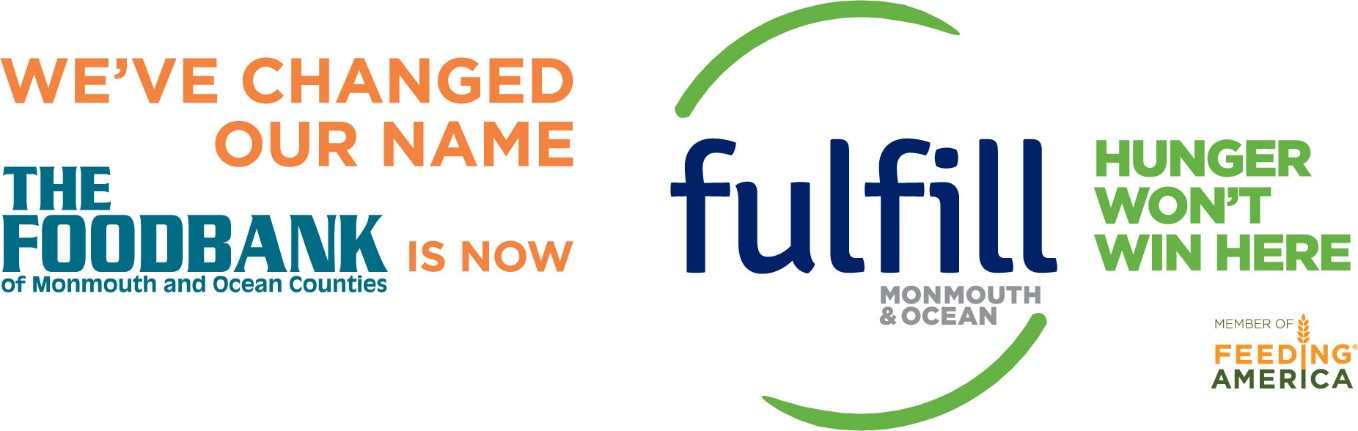 WE'VE CHANGED
OUR NAME
THE
FOODBANK
of Monmouth and Ocean Counties
IS NOW
fulfill
MONMOUTH
& OCEAN
HUNGER
WON'T
WIN HERE
MEMBER OF
FEEDING®
AMERICA